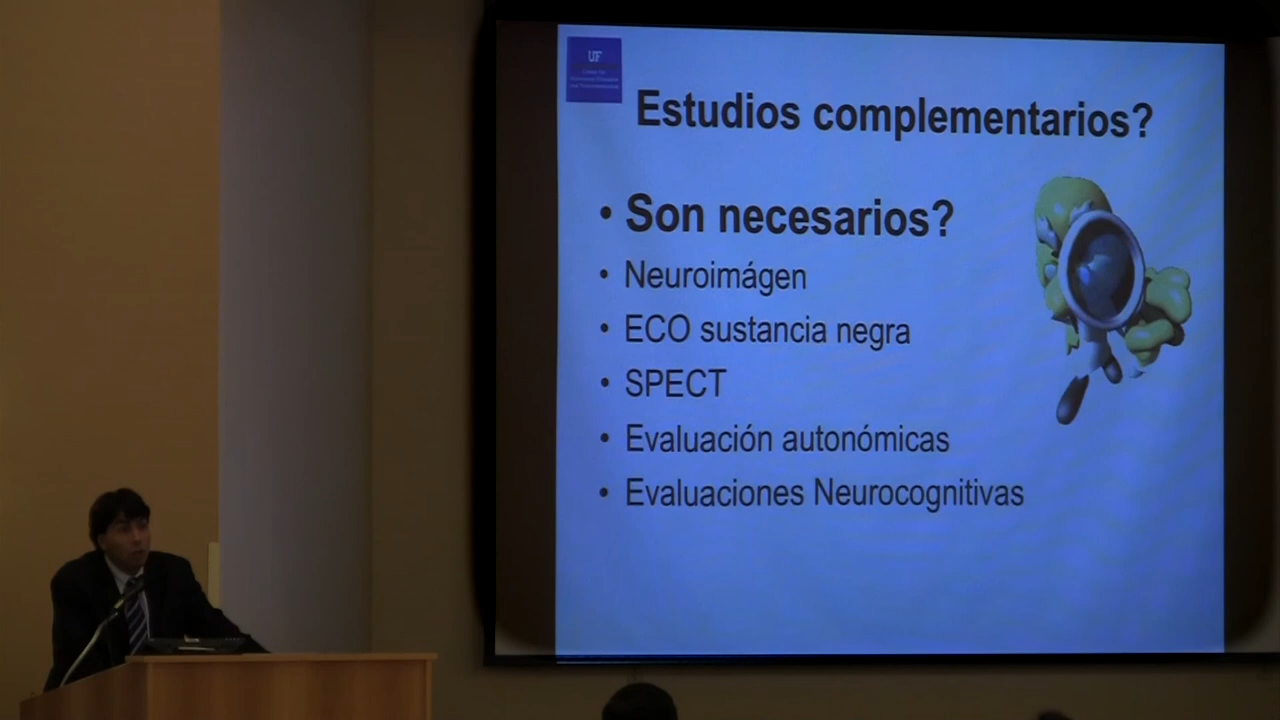 UF
Estudios complementarios?
• Son necesarios?
• Neuroimágen
• ECO sustancia negra
• SPECT
• Evaluación autonómicas
• Evaluaciones Neurocognitivas